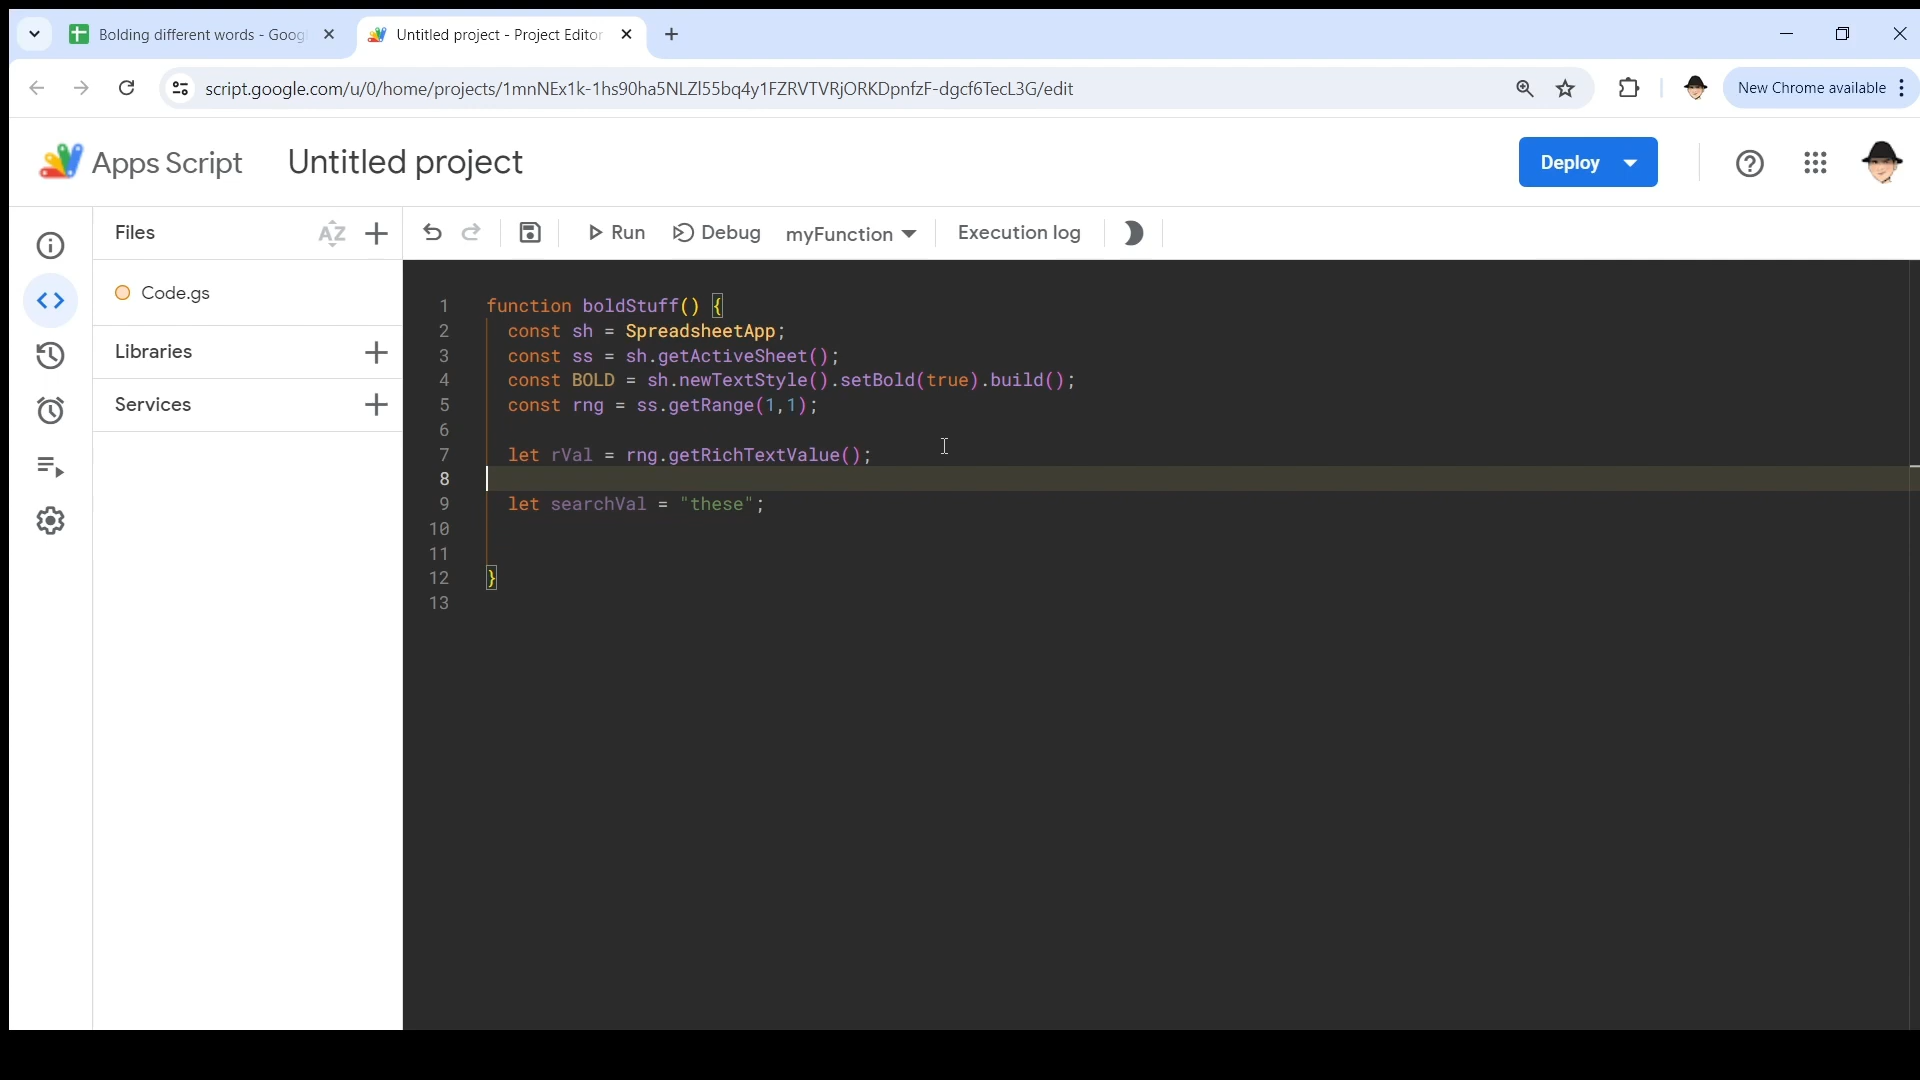 Bolding different words - Goog
Untitled project - Project Editor
script.google.com/u/0/home/projects/1mnNEx1k-1hs90ha5NLZl55bq4y1FZRVTVRjORKDpnfzF-dgcf6TecL3G/edit
New Chrome available
Apps Script
Untitled project
Deploy
Files
AZ
Run
Debug
myFunction
Execution log
Code.gs
Libraries
Services
1 function boldStuff() {
2 const sh = SpreadsheetApp;
3 const ss = sh.getActiveSheet();
4 const BOLD = sh.newTextStyle().setBold(true).build();
5 const rng = ss.getRange(1,1);
6
7 let rVal = rng.getRichTextValue();
8
9 let searchVal = "these";
10
11
12 }
13